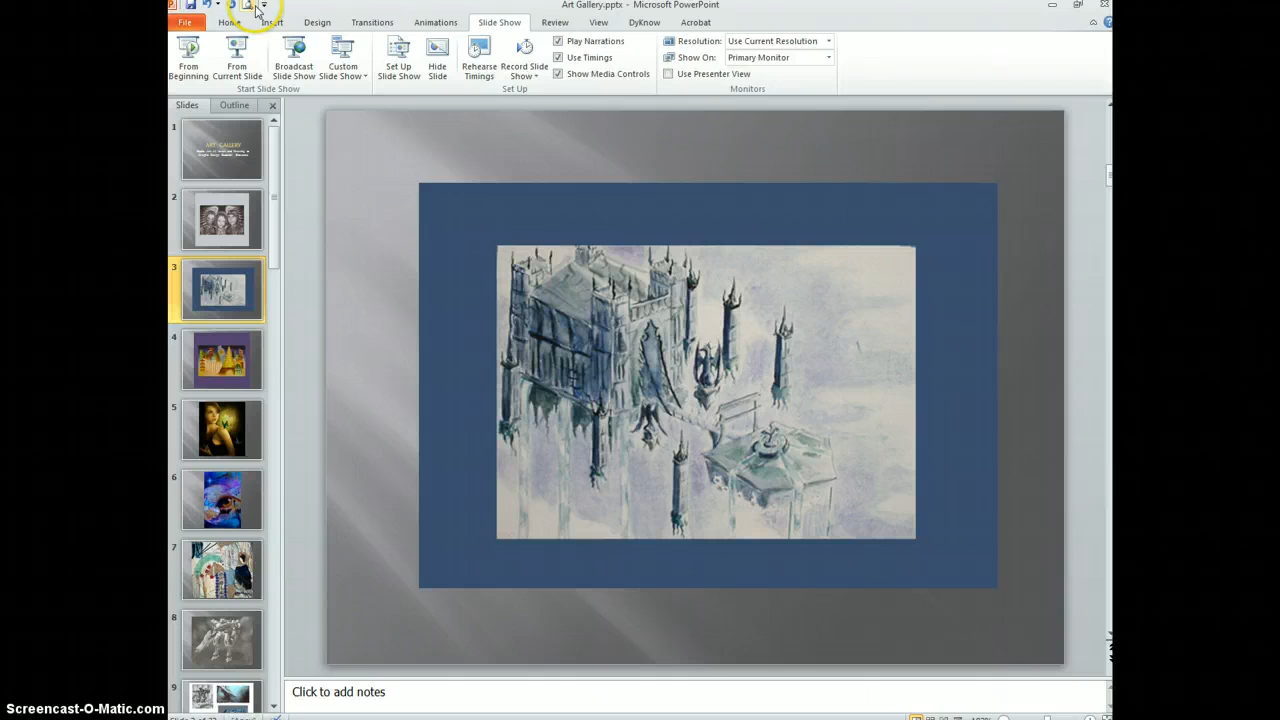 Art Gallery.pptx - Microsoft PowerPoint
File Home Insert Design Transitions Animations Slide Show Review View DyKnow Acrobat
From Beginning
From Current Slide
Broadcast Slide Show
Custom Slide Show
Start Slide Show
Set Up Slide Show
Hide Slide
Rehearse Timings
Record Slide Show
Play Narrations
Use Timings
Show Media Controls
Set Up
Resolution: Use Current Resolution
Show On: Primary Monitor
Use Presenter View
Monitors
Slides Outline
1
ART GALLERY
2
3
4
5
6
7
8
9
Click to add notes
Screencast-O-Matic.com